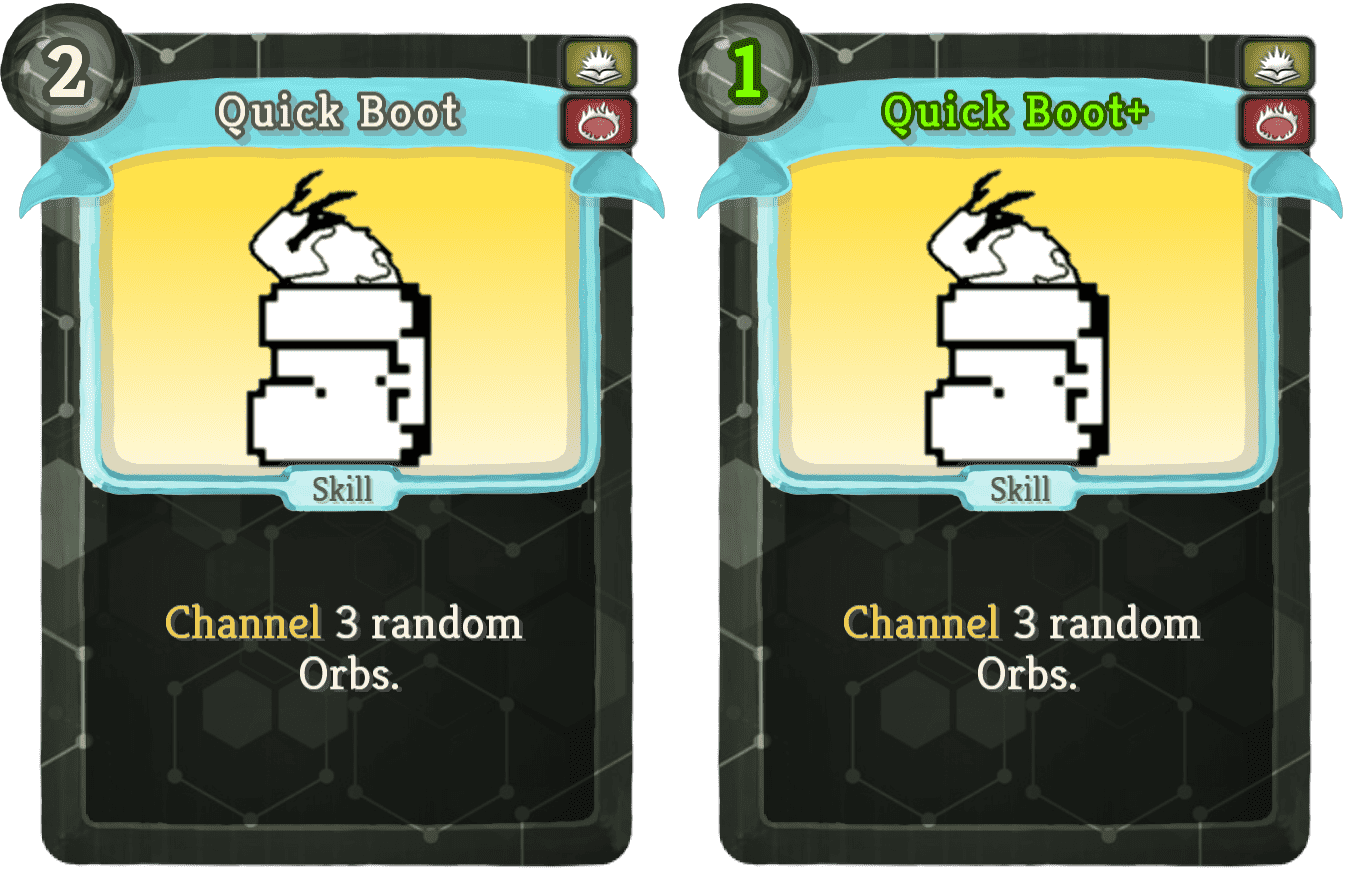 2
Quick Boot
Skill
Channel 3 random
Orbs.
1
Quick Boot+
Skill
Channel 3 random
Orbs.